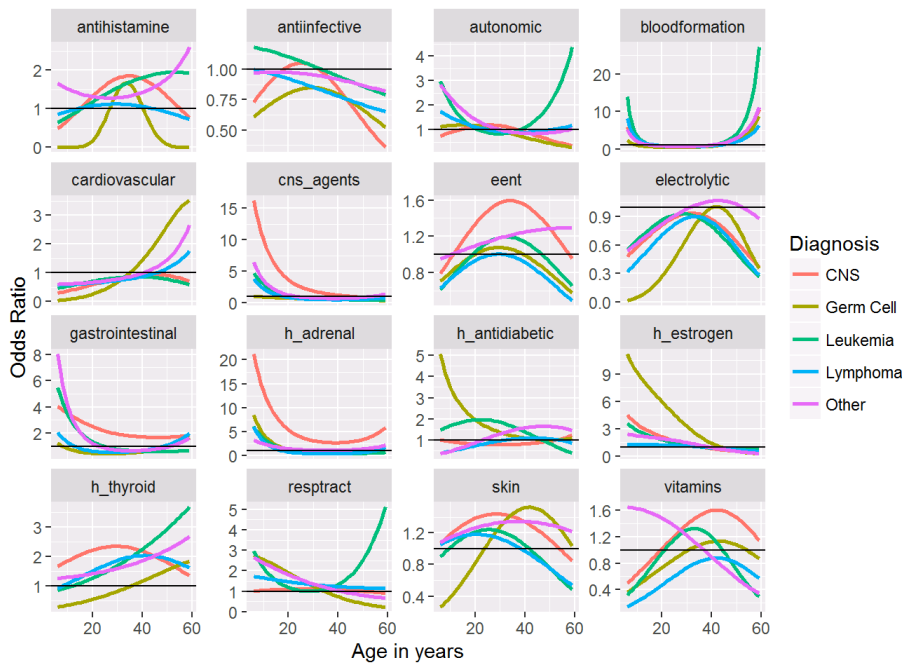 antihistamine antiinfective autonomic bloodformation
2 1 0
1.00 0.75 0.50
4 3 2 1
20 10 0
cardiovascular cns_agents eent electrolytic
3 2 1 0
15 10 5 0
1.6 1.2 1.0 0.8
0.9 0.6 0.3 0.0
gastrointestinal h_adrenal h_antidiabetic h_estrogen
8 6 4 2
20 15 10 5 0
5 4 3 2 1 0
9 6 3 0
h_thyroid resptract skin vitamins
3 2 1
5 4 3 2 1 0
1.2 0.8 0.4
1.6 1.2 0.8 0.4
20 40 60 20 40 60 20 40 60 20 40 60
Age in years
Odds Ratio
Diagnosis
CNS
Germ Cell
Leukemia
Lymphoma
Other